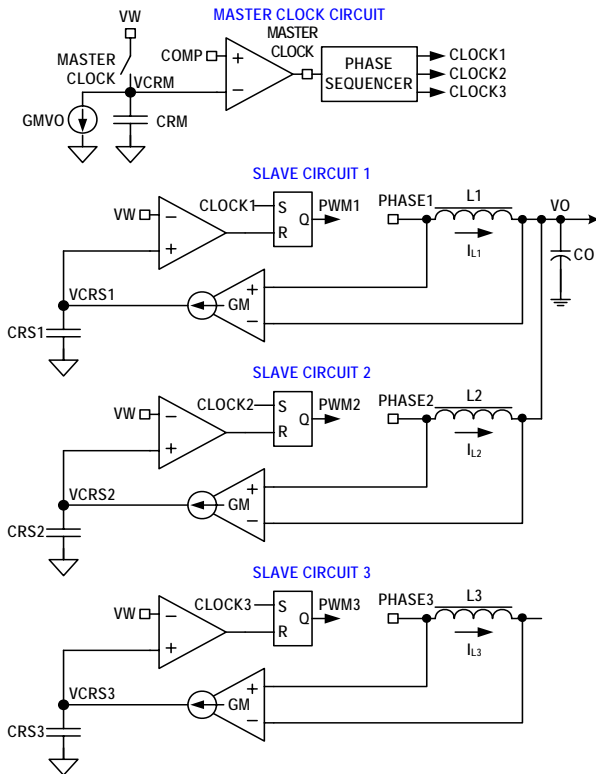 MASTER CLOCK CIRCUIT
VW
MASTER
CLOCK
COMP
+
−
MASTER
CLOCK
PHASE
SEQUENCER
CLOCK1
CLOCK2
CLOCK3
VCRM
GMVO
CRM
SLAVE CIRCUIT 1
VW
−
+
CLOCK1
S
R
Q
PWM1
PHASE1
L1
IL1
VO
CO
VCRS1
GM
+
−
CRS1
SLAVE CIRCUIT 2
VW
−
+
CLOCK2
S
R
Q
PWM2
PHASE2
L2
IL2
VCRS2
GM
+
−
CRS2
SLAVE CIRCUIT 3
VW
−
+
CLOCK3
S
R
Q
PWM3
PHASE3
L3
IL3
VCRS3
GM
+
−
CRS3